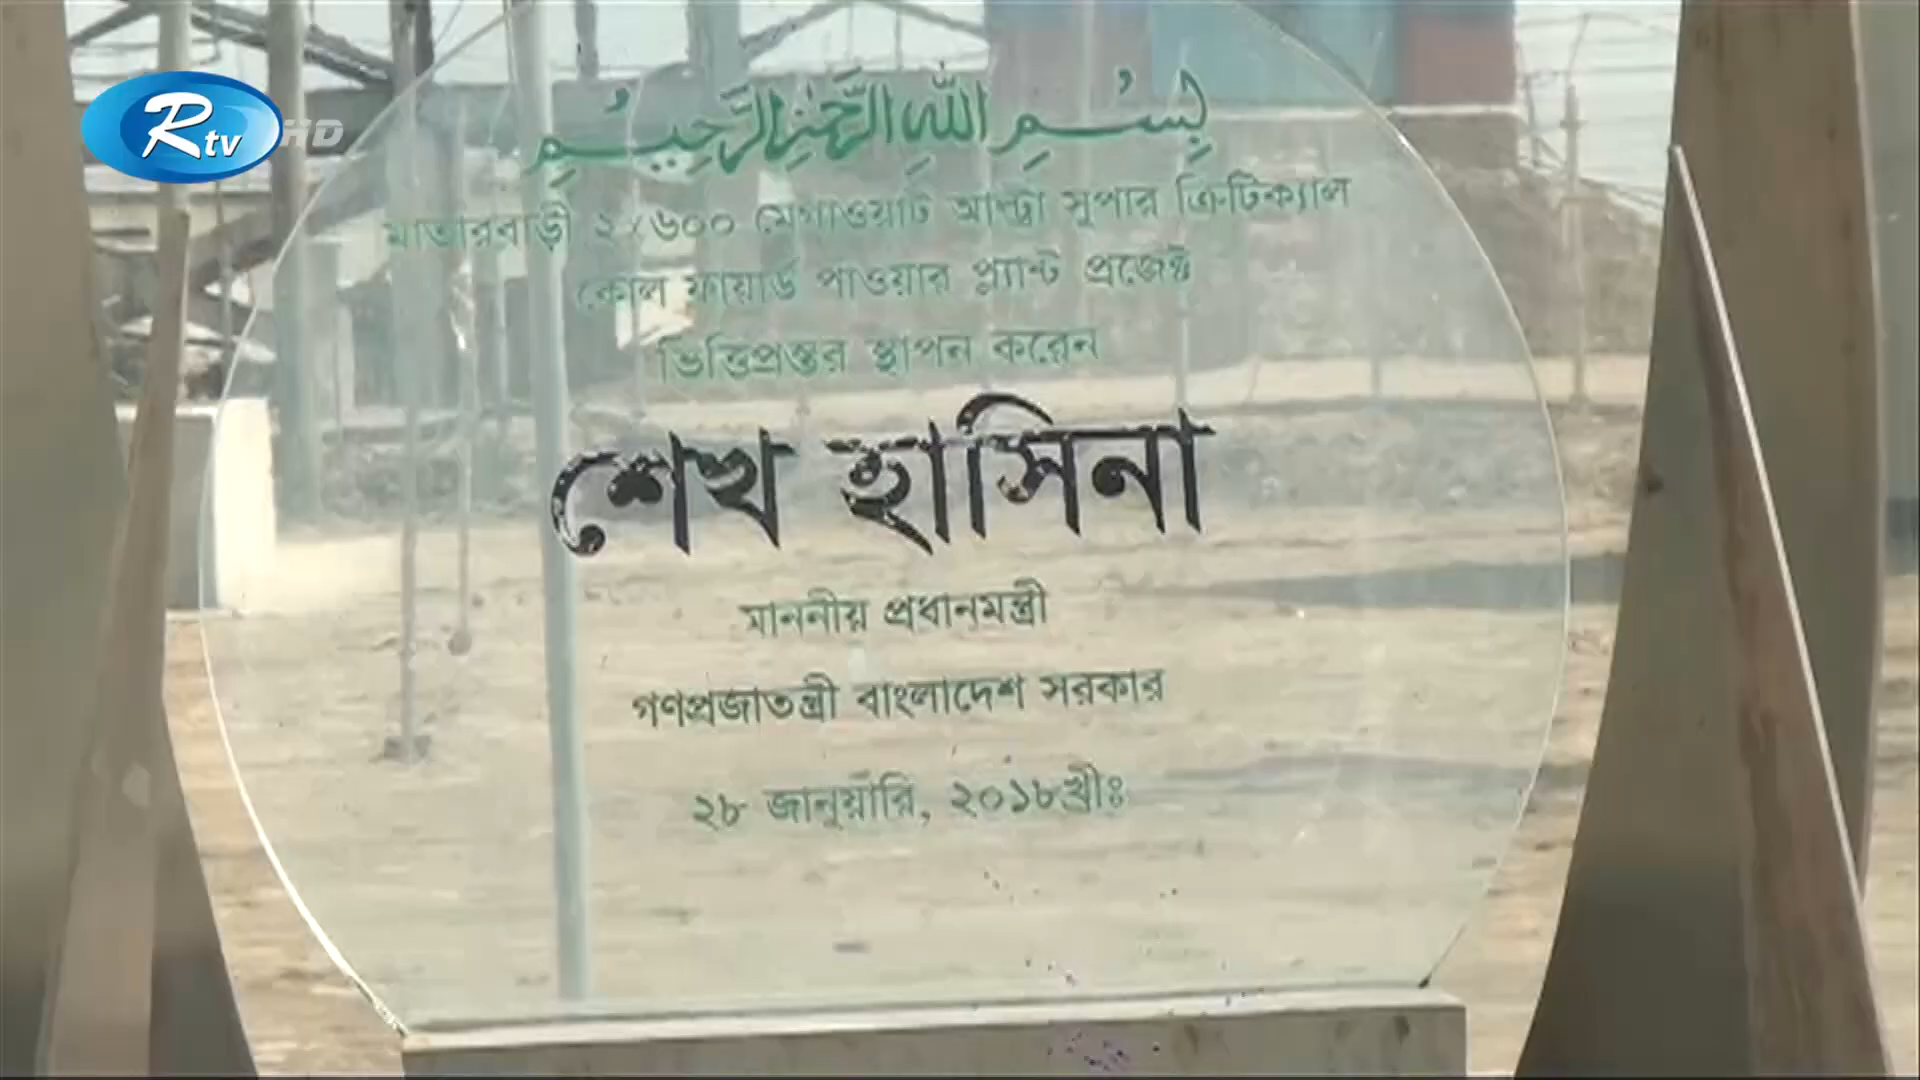 Rtv HD
بِسْمِ اللَّهِ الرَّحْمَٰنِ الرَّحِيمِ
মাতারবাড়ী ২×৬০০ মেগাওয়াট আল্ট্রা সুপার ক্রিটিক্যাল
কোল ফায়ার্ড পাওয়ার প্ল্যান্ট প্রজেক্ট
ভিত্তিপ্রস্তর স্থাপন করেন
শেখ হাসিনা
মাননীয় প্রধানমন্ত্রী
গণপ্রজাতন্ত্রী বাংলাদেশ সরকার
২৮ জানুয়ারি, ২০১৮খ্রীঃ